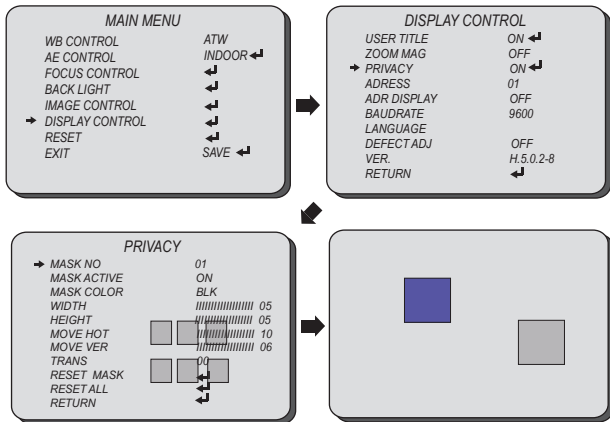 MAIN MENU
WB CONTROL ATW
AE CONTROL INDOOR
FOCUS CONTROL
BACK LIGHT
IMAGE CONTROL
DISPLAY CONTROL
RESET
EXIT SAVE
DISPLAY CONTROL
USER TITLE ON
ZOOM MAG OFF
PRIVACY ON
ADRESS 01
ADR DISPLAY OFF
BAUDRATE 9600
LANGUAGE
DEFECT ADJ OFF
VER. H.5.0.2-8
RETURN
PRIVACY
MASK NO 01
MASK ACTIVE ON
MASK COLOR BLK
WIDTH 05
HEIGHT 05
MOVE HOT 10
MOVE VER 06
TRANS 00
RESET MASK
RESET ALL
RETURN